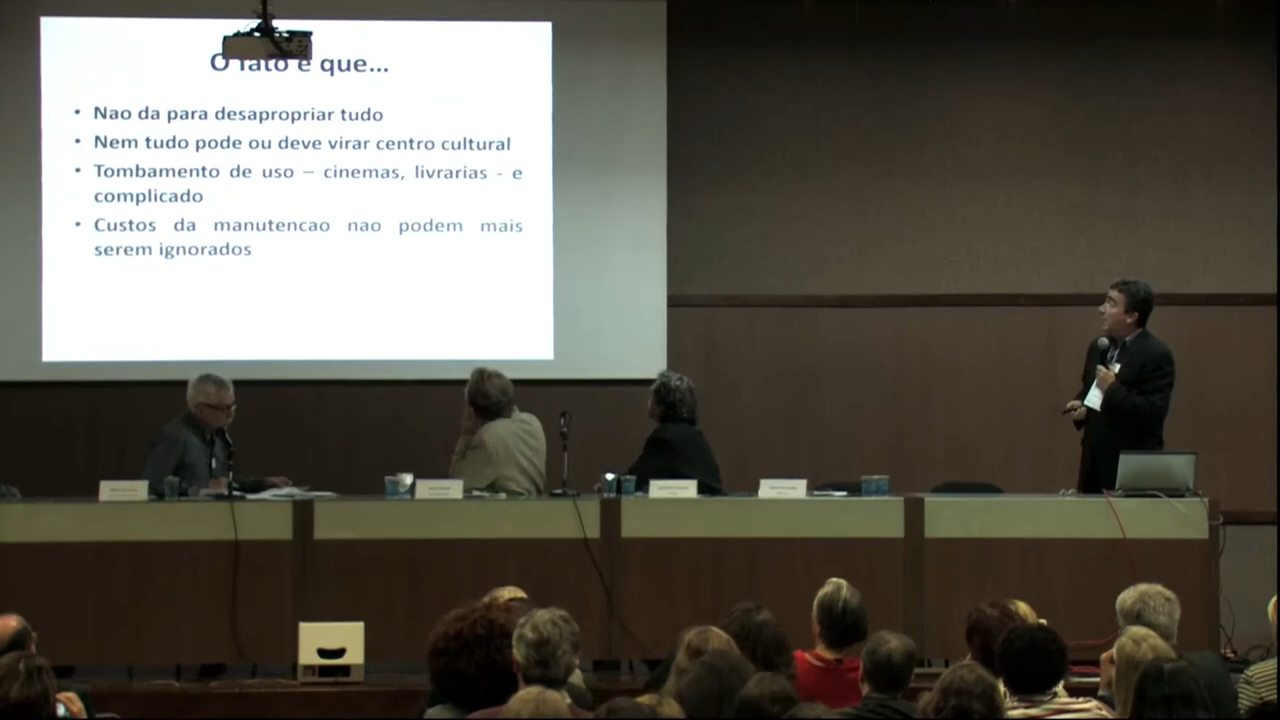 O fato e que...
• Nao da para desapropriar tudo
• Nem tudo pode ou deve virar centro cultural
• Tombamento de uso – cinemas, livrarias - e
complicado
• Custos da manutencao nao podem mais
serem ignorados